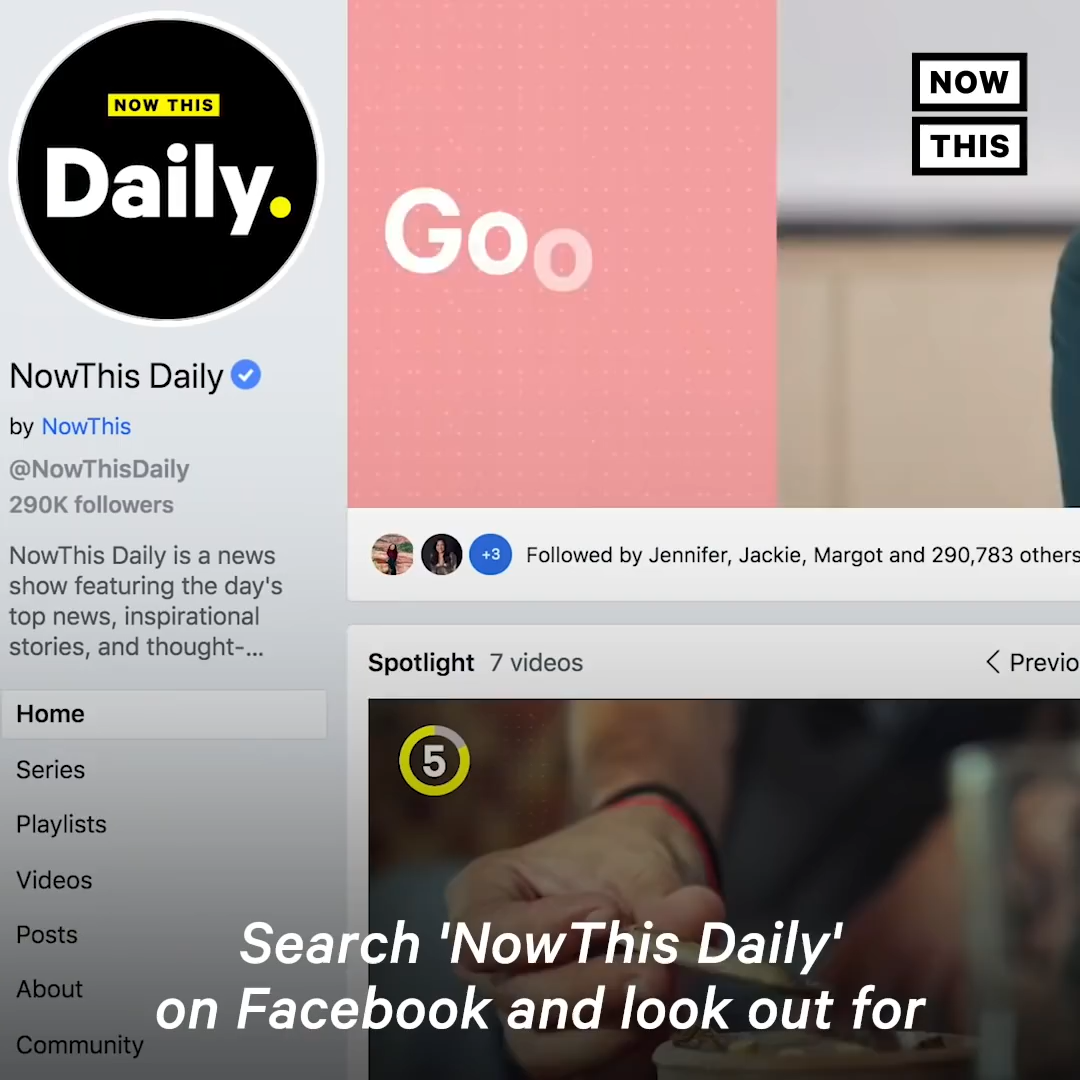 NOW THIS
Daily.
NowThis Daily
by NowThis
@NowThisDaily
290K followers
NowThis Daily is a news
show featuring the day's
top news, inspirational
stories, and thought-...
Home
Series
Playlists
Videos
Posts
About
Community
Goo
NOW
THIS
+3 Followed by Jennifer, Jackie, Margot and 290,783 others
Spotlight 7 videos
< Previo
5
Search 'NowThis Daily'
on Facebook and look out for